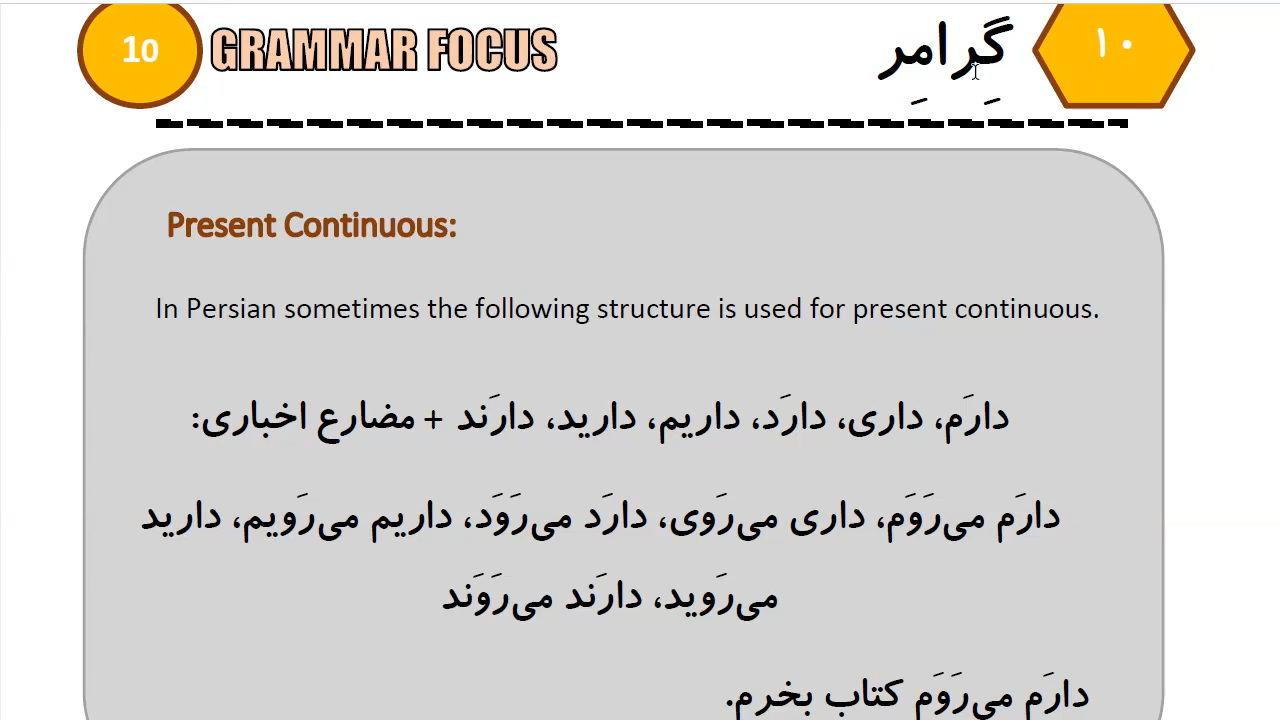 10 GRAMMAR FOCUS گرامر ۱۰
Present Continuous:
In Persian sometimes the following structure is used for present continuous.
دارَم، داری، دارَد، داریم، دارید، دارَند + مضارع اخباری:
دارَم می‌رَوَم، داری می‌رَوی، دارَد می‌رَوَد، داریم می‌رَویم، دارید
می‌رَوید، دارَند می‌رَوَند
دارَم می‌رَوَم کتاب بخرم.